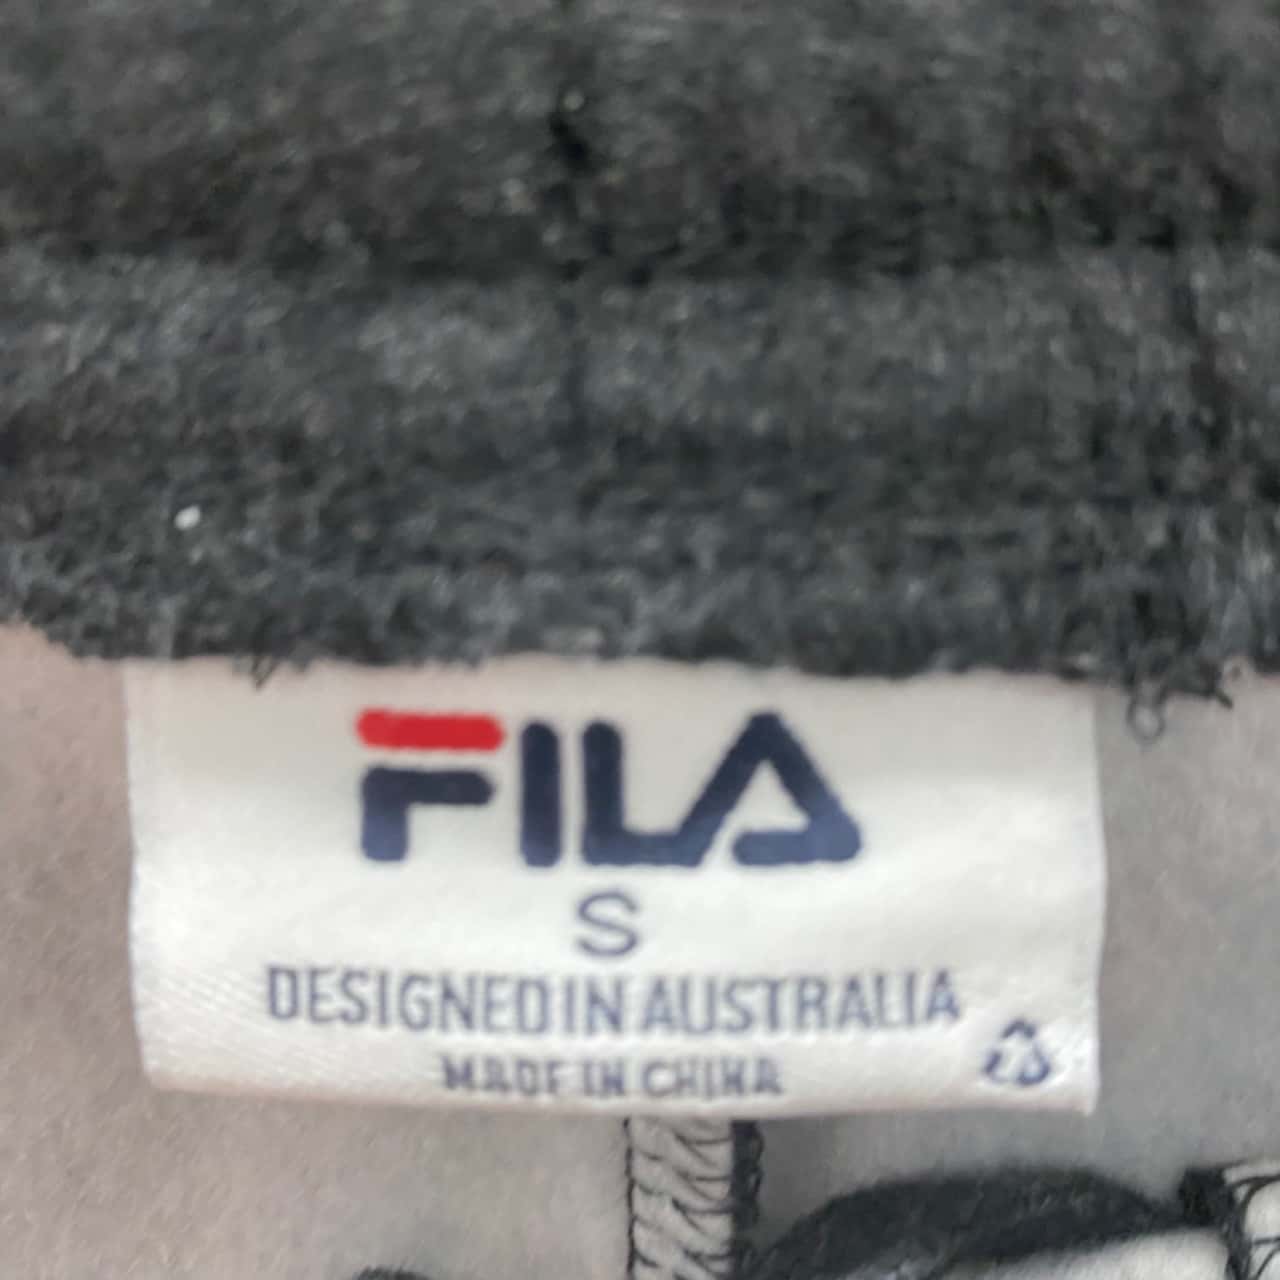 FILA
S
DESIGNED IN AUSTRALIA
MADE IN CHINA